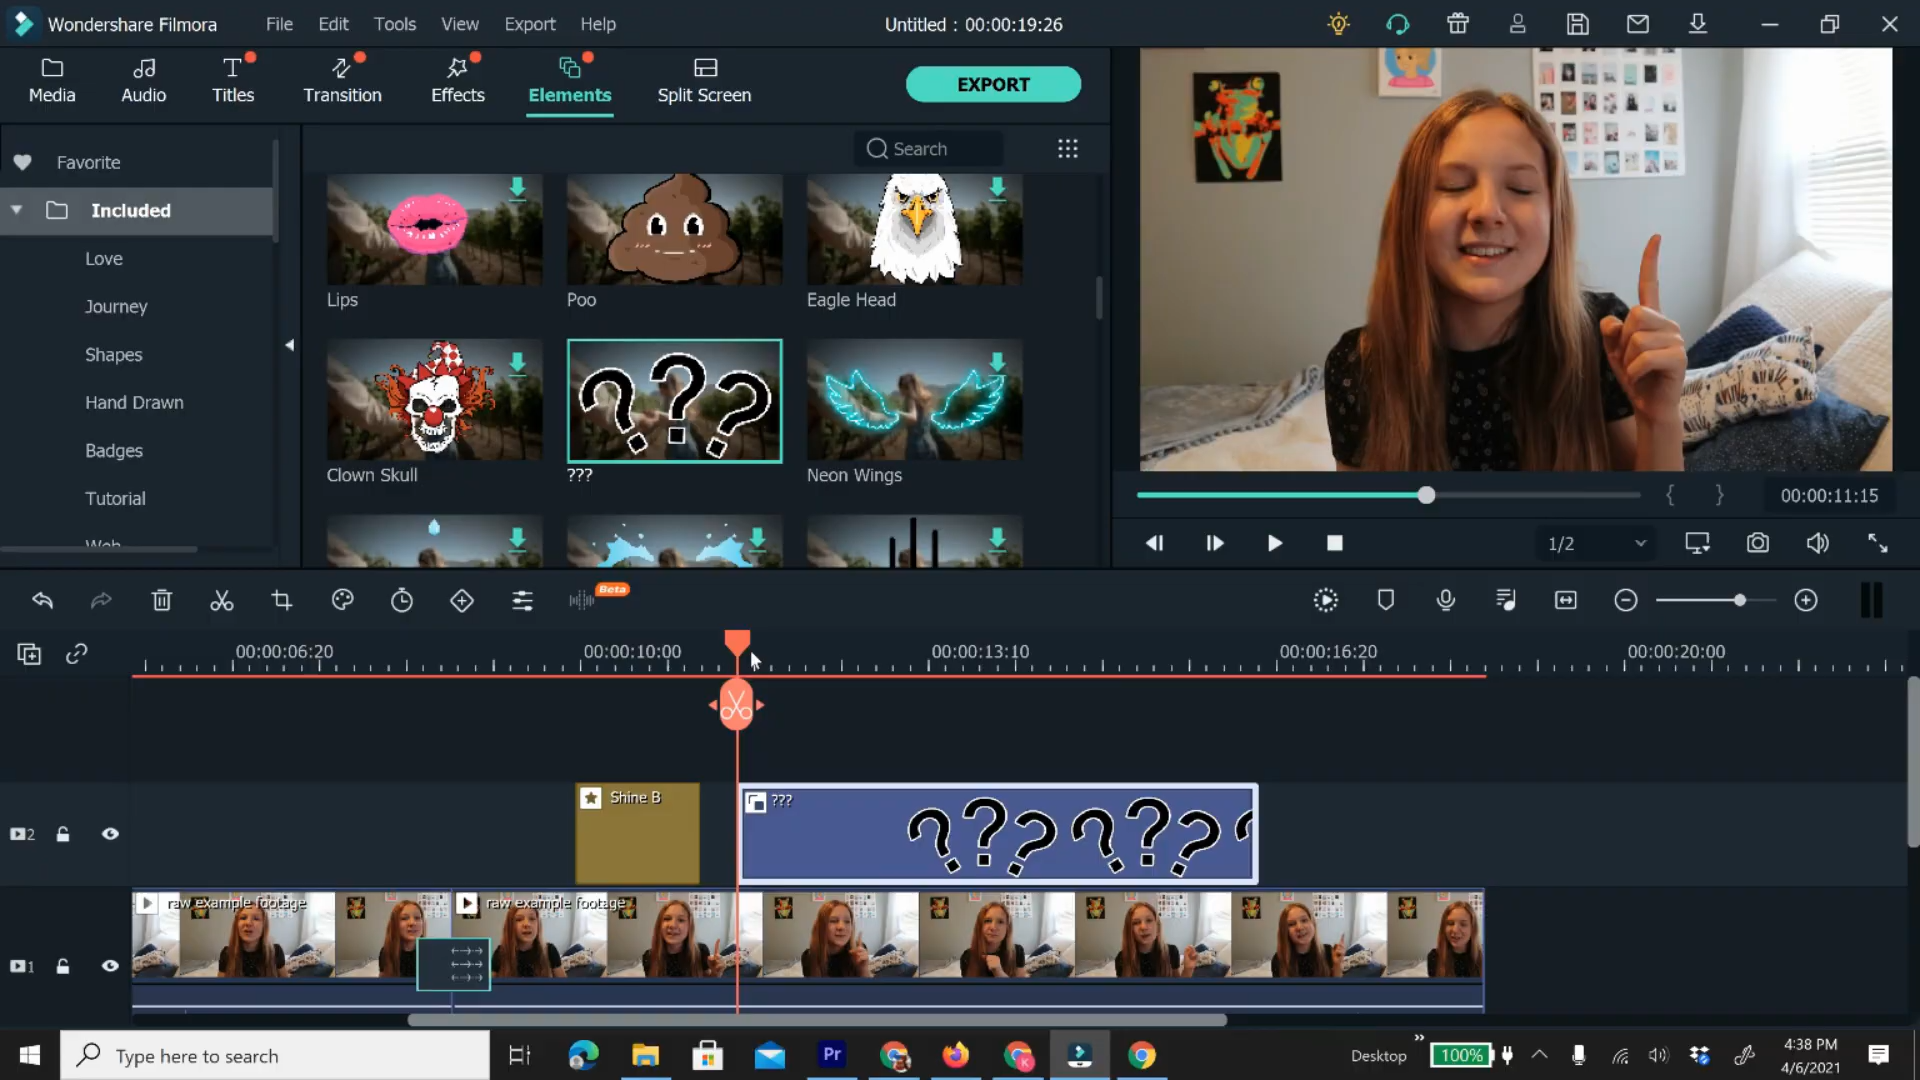 Wondershare Filmora
File Edit Tools View Export Help
Untitled : 00:00:19:26
Media Audio Titles Transition Effects Elements Split Screen
EXPORT
Favorite
Included
Love
Journey
Shapes
Hand Drawn
Badges
Tutorial
Web
Search
Lips Poo Eagle Head
???
Clown Skull ??? Neon Wings
00:00:11:15
1/2
Beta
00:00:06:20 00:00:10:00 00:00:13:10 00:00:16:20 00:00:20:00
Shine B
???
??? ??? ?
2
raw example footage raw example footage
1
Type here to search
Pr
K
Desktop
100%
4:38 PM
4/6/2021